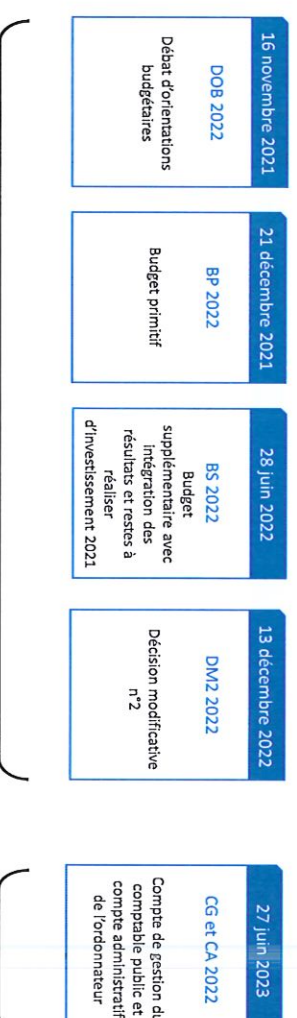 16 novembre 2021
DOB 2022
Débat d'orientations
budgétaires
21 décembre 2021
BP 2022
Budget primitif
28 juin 2022
BS 2022
Budget
supplémentaire avec
intégration des
résultats et restes à
réaliser
d'investissement 2021
13 décembre 2022
DM2 2022
Décision modificative
n°2
27 juin 2023
CG et CA 2022
Compte de gestion du
comptable public et
compte administratif
de l'ordonnateur